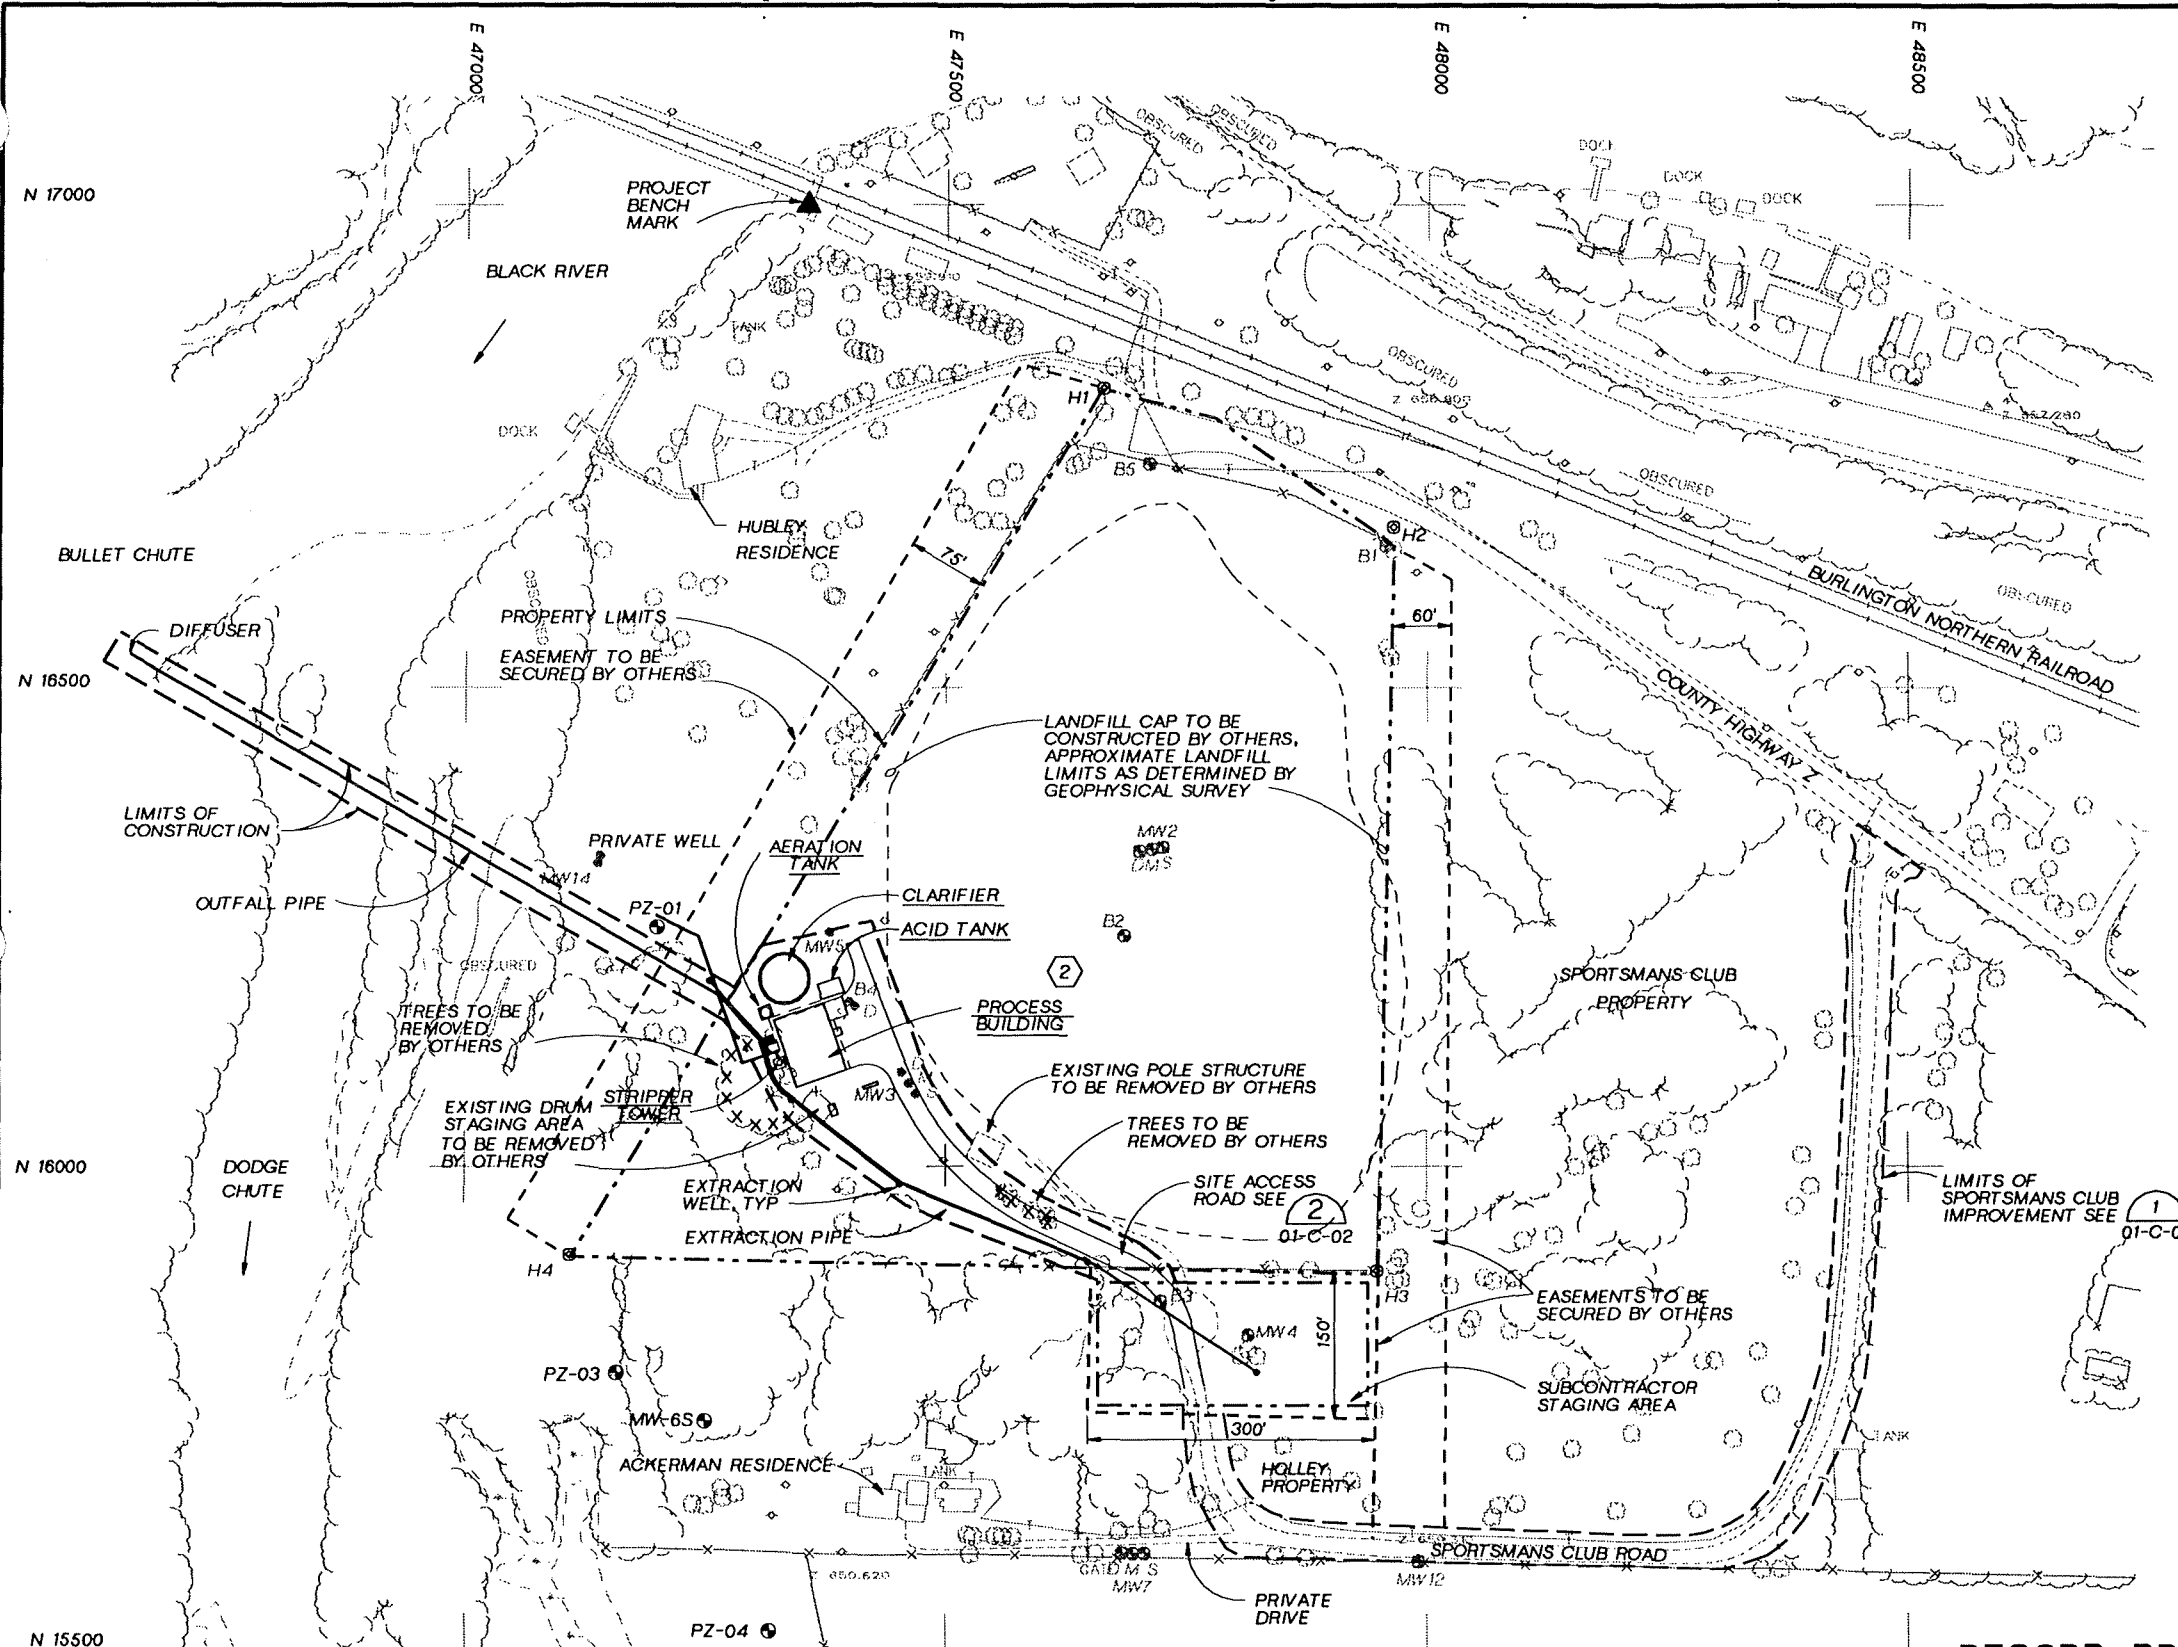 E 47000
E 47500
E 48000
E 48500
N 17000
N 16500
N 16000
N 15500
PROJECT
BENCH
MARK
BLACK RIVER
OBSCURED
OBSCURED
DOCK
DOCK
DOCK
TANK
DOCK
H1
OBSCURED
B5
OBSCURED
HUBLEY
RESIDENCE
75'
H2
B1
BULLET CHUTE
OBSCURED
BURLINGTON NORTHERN RAILROAD
OBSCURED
DIFFUSER
PROPERTY LIMITS
60'
EASEMENT TO BE
SECURED BY OTHERS
COUNTY HIGHWAY Z
LANDFILL CAP TO BE
CONSTRUCTED BY OTHERS,
APPROXIMATE LANDFILL
LIMITS AS DETERMINED BY
GEOPHYSICAL SURVEY
LIMITS OF
CONSTRUCTION
PRIVATE WELL
MW14
AERATION
TANK
MW2
DMS
OUTFALL PIPE
PZ-01
CLARIFIER
ACID TANK
MW5
B2
2
OBSCURED
B4
SPORTSMANS CLUB
PROPERTY
TREES TO BE
REMOVED
BY OTHERS
PROCESS
BUILDING
EXISTING POLE STRUCTURE
TO BE REMOVED BY OTHERS
MW3
STRIPPER
TOWER
EXISTING DRUM
STAGING AREA
TO BE REMOVED
BY OTHERS
TREES TO BE
REMOVED BY OTHERS
DODGE
CHUTE
EXTRACTION
WELL, TYP
SITE ACCESS
ROAD SEE
2
01-C-02
LIMITS OF
SPORTSMANS CLUB
IMPROVEMENT SEE
1
EXTRACTION PIPE
H4
B3
H3
EASEMENTS TO BE
SECURED BY OTHERS
MW4
150'
PZ-03
SUBCONTRACTOR
STAGING AREA
MW-6S
300'
ACKERMAN RESIDENCE
TANK
TANK
HOLLEY
PROPERTY
SPORTSMANS CLUB ROAD
Z 650.620
MW7
MW12
PRIVATE
DRIVE
PZ-04